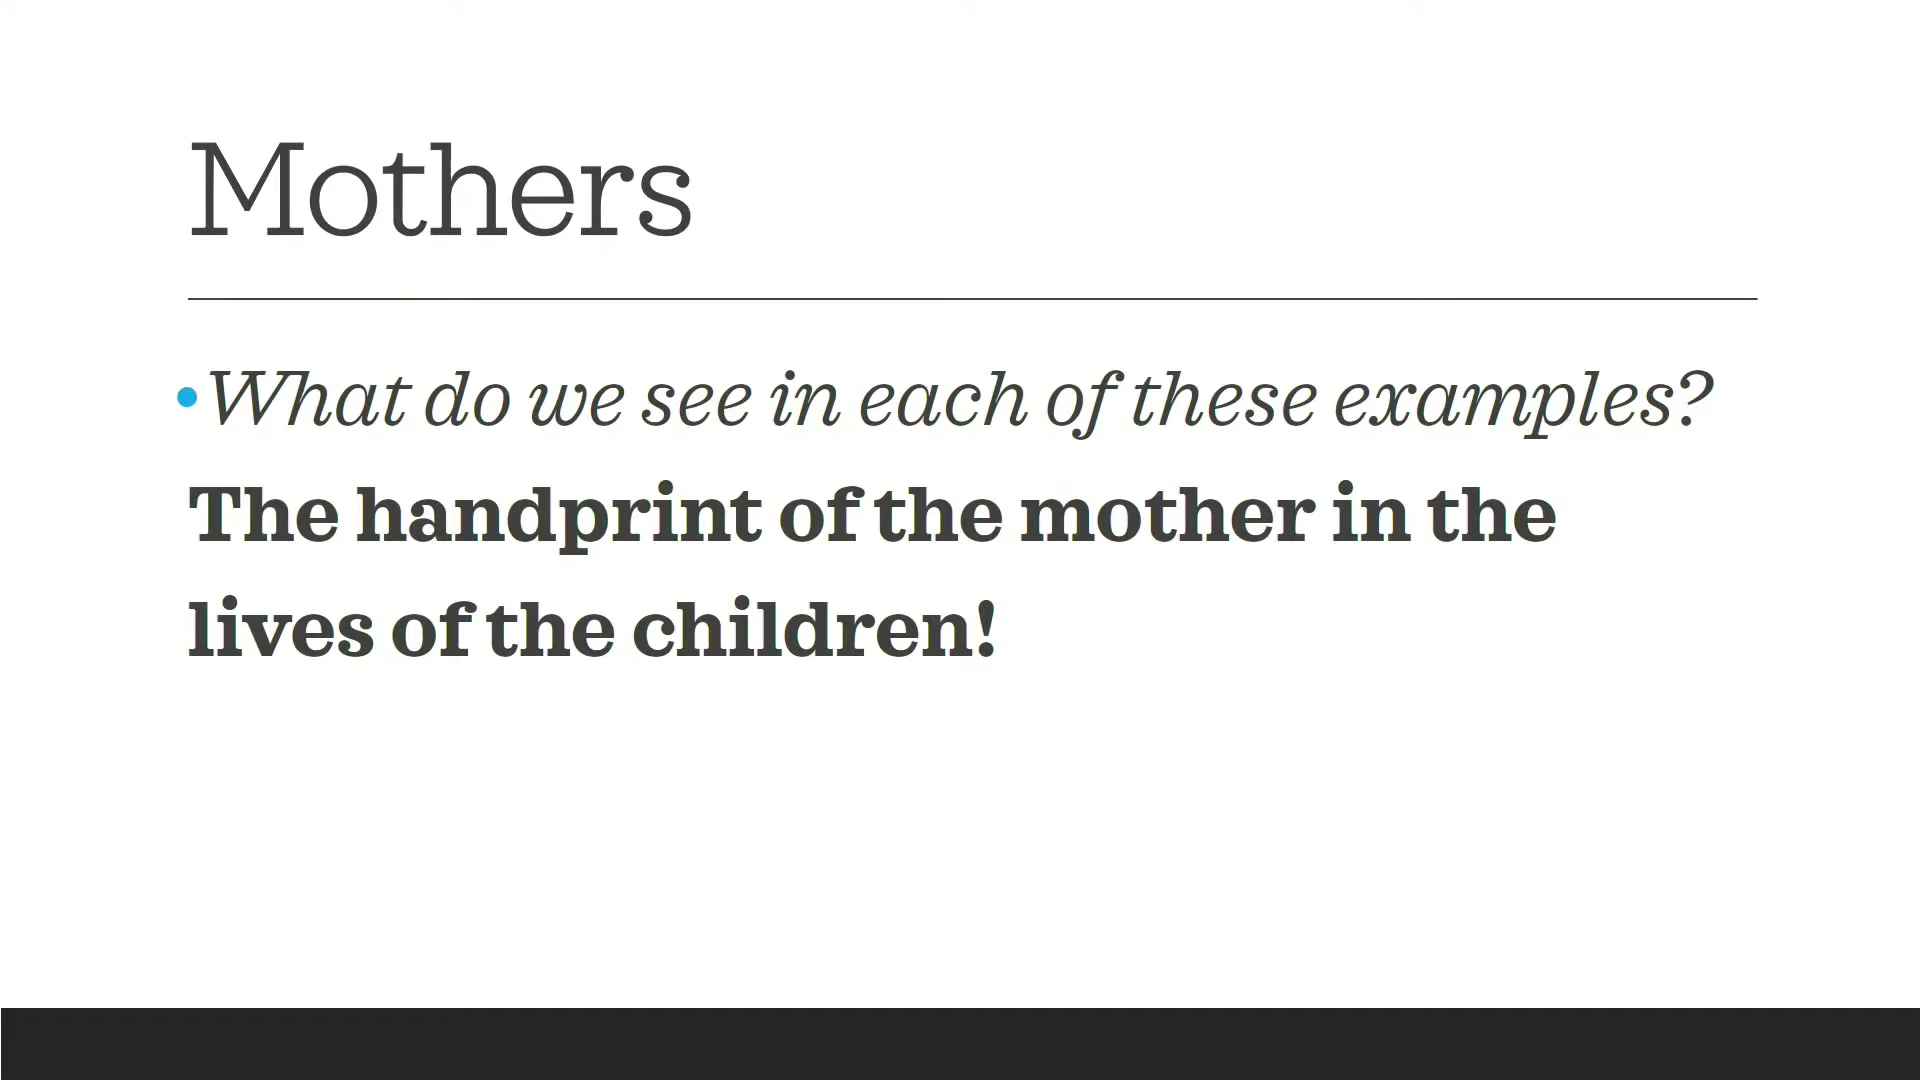 Mothers
•What do we see in each of these examples?
The handprint of the mother in the
lives of the children!